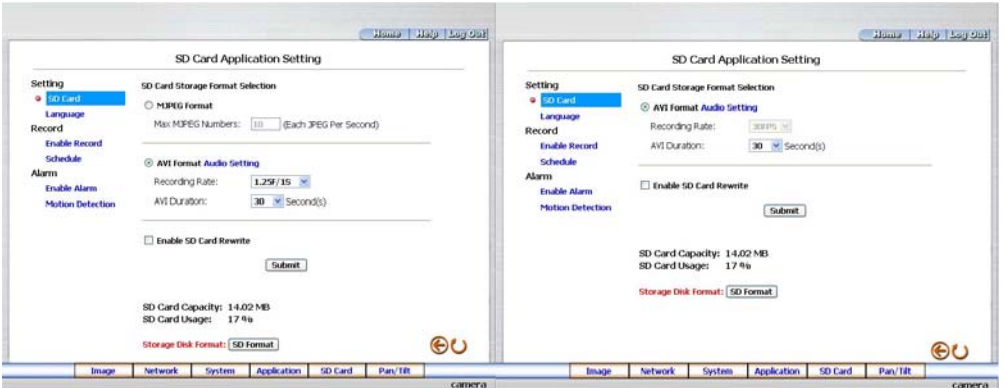 Home Help Log Out
SD Card Application Setting
Setting
SD Card
Language
Record
Enable Record
Schedule
Alarm
Enable Alarm
Motion Detection
SD Card Storage Format Selection
MJPEG Format
Max MJPEG Numbers: 10 (Each JPEG Per Second)
AVI Format Audio Setting
Recording Rate: 1.25F/1S
AVI Duration: 30 Second(s)
Enable SD Card Rewrite
Submit
SD Card Capacity: 14.02 MB
SD Card Usage: 17 %
Storage Disk Format: SD Format
Image Network System Application SD Card Pan/Tilt
camera
Home Help Log Out
SD Card Application Setting
Setting
SD Card
Language
Record
Enable Record
Schedule
Alarm
Enable Alarm
Motion Detection
SD Card Storage Format Selection
AVI Format Audio Setting
Recording Rate: 30FPS
AVI Duration: 30 Second(s)
Enable SD Card Rewrite
Submit
SD Card Capacity: 14.02 MB
SD Card Usage: 17 %
Storage Disk Format: SD Format
Image Network System Application SD Card Pan/Tilt
camera